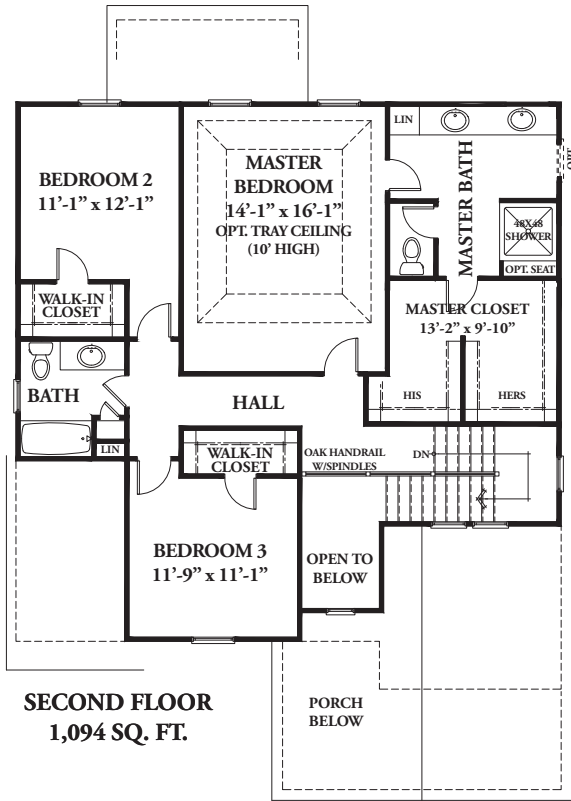 LIN
OPT.
BEDROOM 2
11'-1” x 12'-1”
MASTER
BEDROOM
14'-1” x 16'-1”
OPT. TRAY CEILING
(10' HIGH)
MASTER BATH
48X48
SHOWER
OPT. SEAT
WALK-IN
CLOSET
MASTER CLOSET
13'-2” x 9'-10”
BATH
HALL
HIS
HERS
LIN
WALK-IN
CLOSET
OAK HANDRAIL
W/SPINDLES
DN
BEDROOM 3
11'-9” x 11'-1”
OPEN TO
BELOW
SECOND FLOOR
1,094 SQ. FT.
PORCH
BELOW